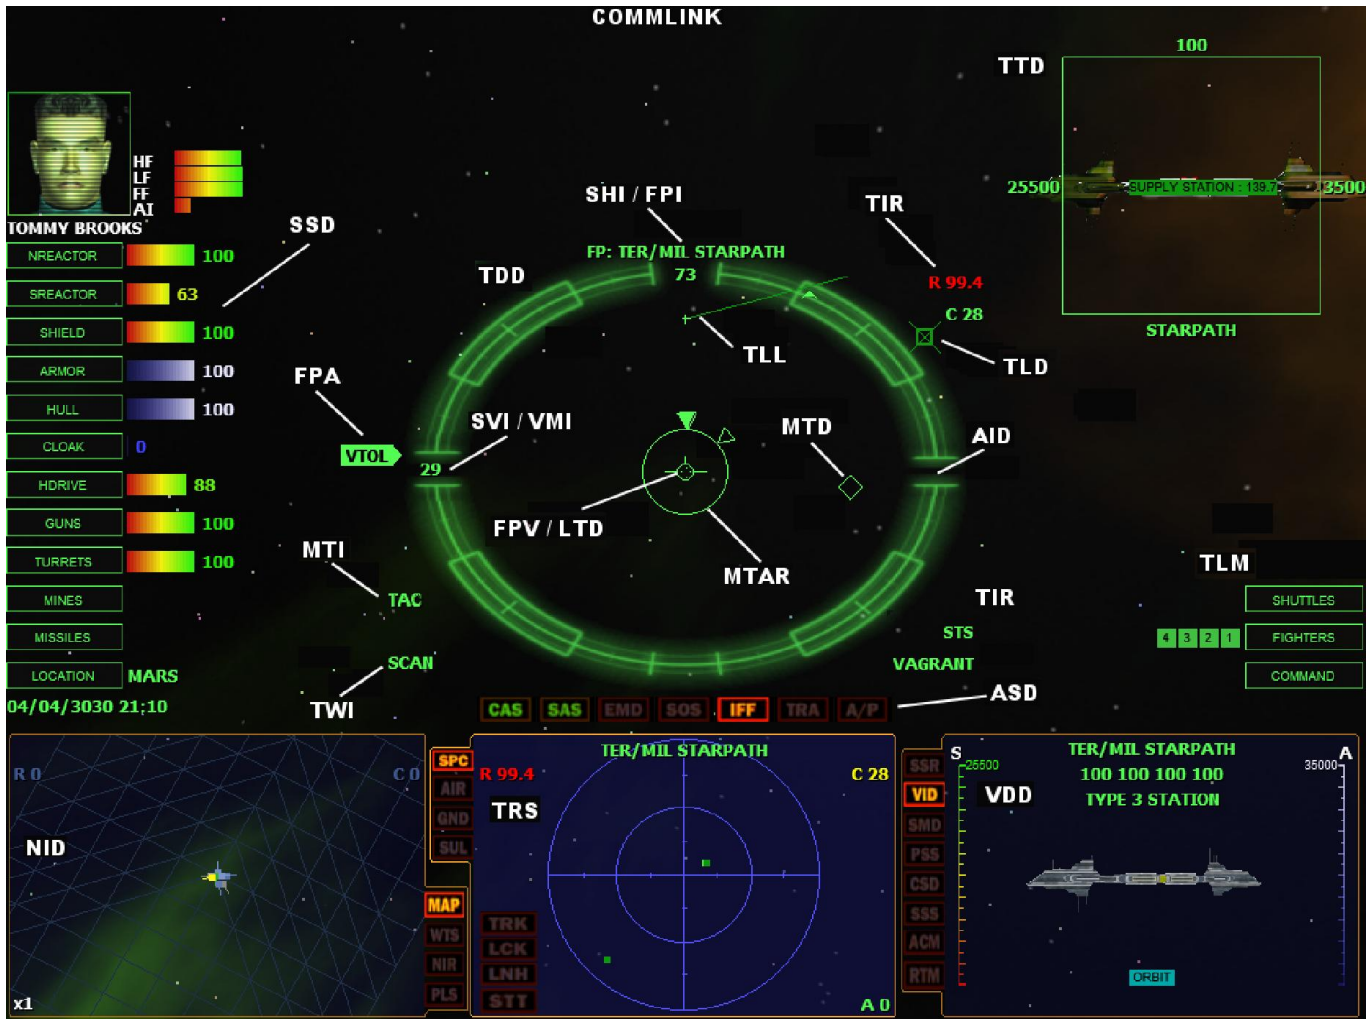 COMMLINK
100
TTD
25500
SUPPLY STATION : 139.7
3500
STARPATH
HF
LF
FF
AI
TOMMY BROOKS
SSD
NREACTOR 100
SREACTOR 63
SHIELD 100
ARMOR 100
HULL 100
CLOAK 0
HDRIVE 88
GUNS 100
TURRETS 100
MINES
MISSILES
LOCATION MARS
04/04/3030 21:10
SHI / FPI
FP: TER/MIL STARPATH
73
TDD
TIR
R 99.4
C 28
TLL
TLD
FPA
VTOL
SVI / VMI
29
MTD
AID
FPV / LTD
MTAR
MTI
TAC
SCAN
TWI
TIR
STS
VAGRANT
ASD
TLM
SHUTTLES
4 3 2 1 FIGHTERS
COMMAND
CAS SAS EMD SOS IFF TRA A/P
R 0 C 0
NID
x1
SPC
AIR
GND
SUL
MAP
WTS
NIR
PLS
TER/MIL STARPATH
R 99.4 C 28
TRS
TRK
LCK
LNH
STT
A 0
SSR
VID
SMD
PSS
CSD
SSS
ACM
RTM
S TER/MIL STARPATH A
25500 100 100 100 100 35000
VDD TYPE 3 STATION
ORBIT